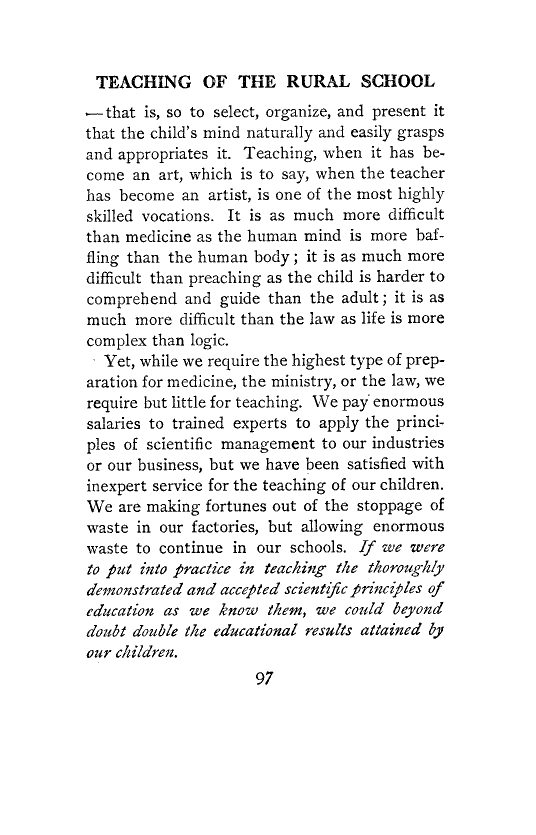 TEACHING OF THE RURAL SCHOOL
—that is, so to select, organize, and present it
that the child's mind naturally and easily grasps
and appropriates it. Teaching, when it has be-
come an art, which is to say, when the teacher
has become an artist, is one of the most highly
skilled vocations. It is as much more difficult
than medicine as the human mind is more baf-
fling than the human body; it is as much more
difficult than preaching as the child is harder to
comprehend and guide than the adult; it is as
much more difficult than the law as life is more
complex than logic.
Yet, while we require the highest type of prep-
aration for medicine, the ministry, or the law, we
require but little for teaching. We pay enormous
salaries to trained experts to apply the princi-
ples of scientific management to our industries
or our business, but we have been satisfied with
inexpert service for the teaching of our children.
We are making fortunes out of the stoppage of
waste in our factories, but allowing enormous
waste to continue in our schools. If we were
to put into practice in teaching the thoroughly
demonstrated and accepted scientific principles of
education as we know them, we could beyond
doubt double the educational results attained by
our children.
97